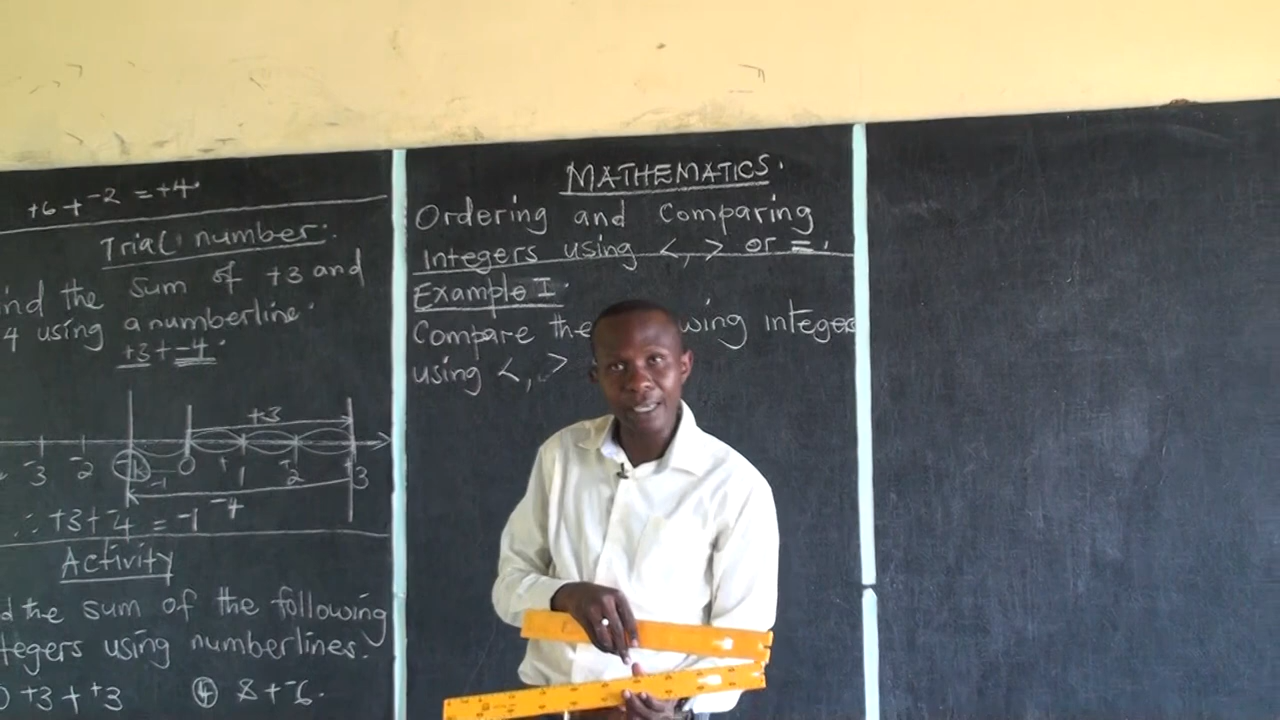 +6 + -2 = +4.
Trial number:
ind the sum of +3 and
4 using a numberline.
+3 + -4.
+3
-3 -2 -1 0 +1 -2 +3
-4
∴ +3 + -4 = -1
Activity
d the sum of the following
tegers using numberlines.
+3 + +3 ④ 8 + -6.
MATHEMATICS.
Ordering and Comparing
Integers using <, > or =.
Example I:
Compare the wing integers
using <, >